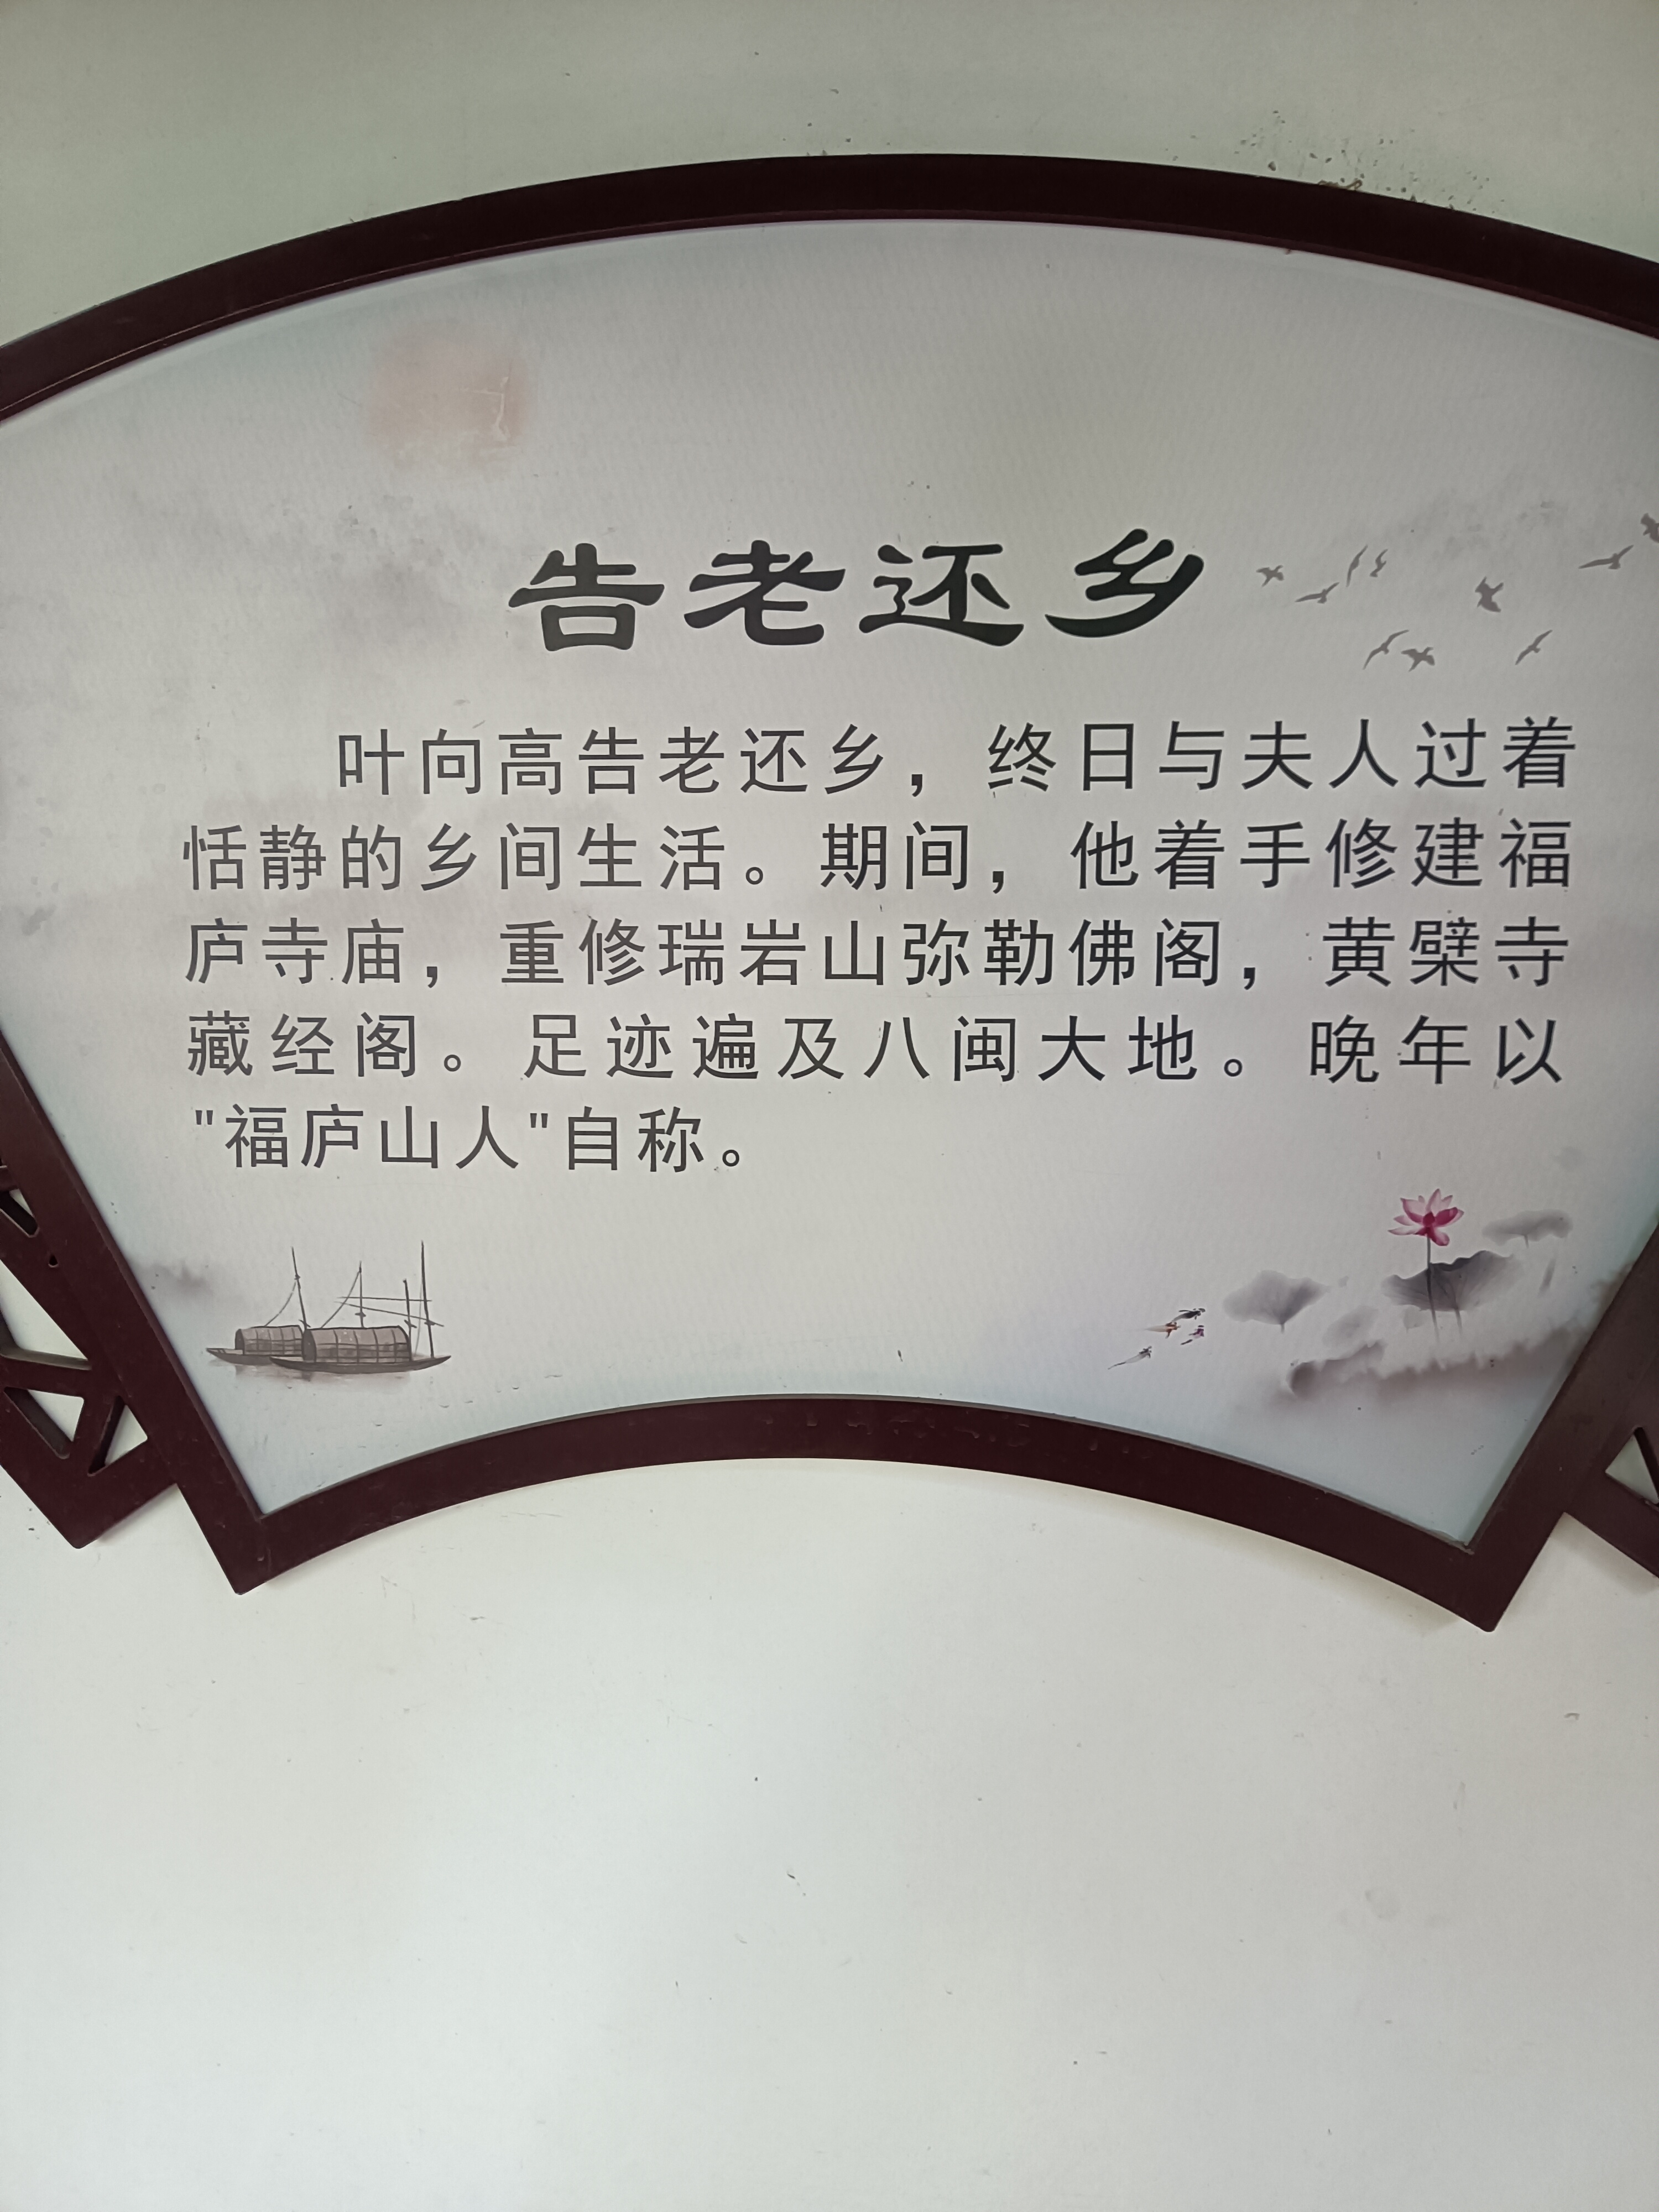 告老还乡
叶向高告老还乡，终日与夫人过着
恬静的乡间生活。期间，他着手修建福
庐寺庙，重修瑞岩山弥勒佛阁，黄檗寺
藏经阁。足迹遍及八闽大地。晚年以
"福庐山人"自称。